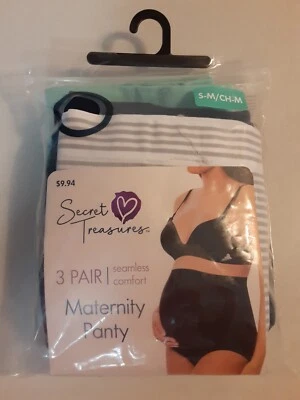 S-M/CH-M
$9.94
Secret
Treasures.
3 PAIR | seamless
comfort
Maternity
Panty